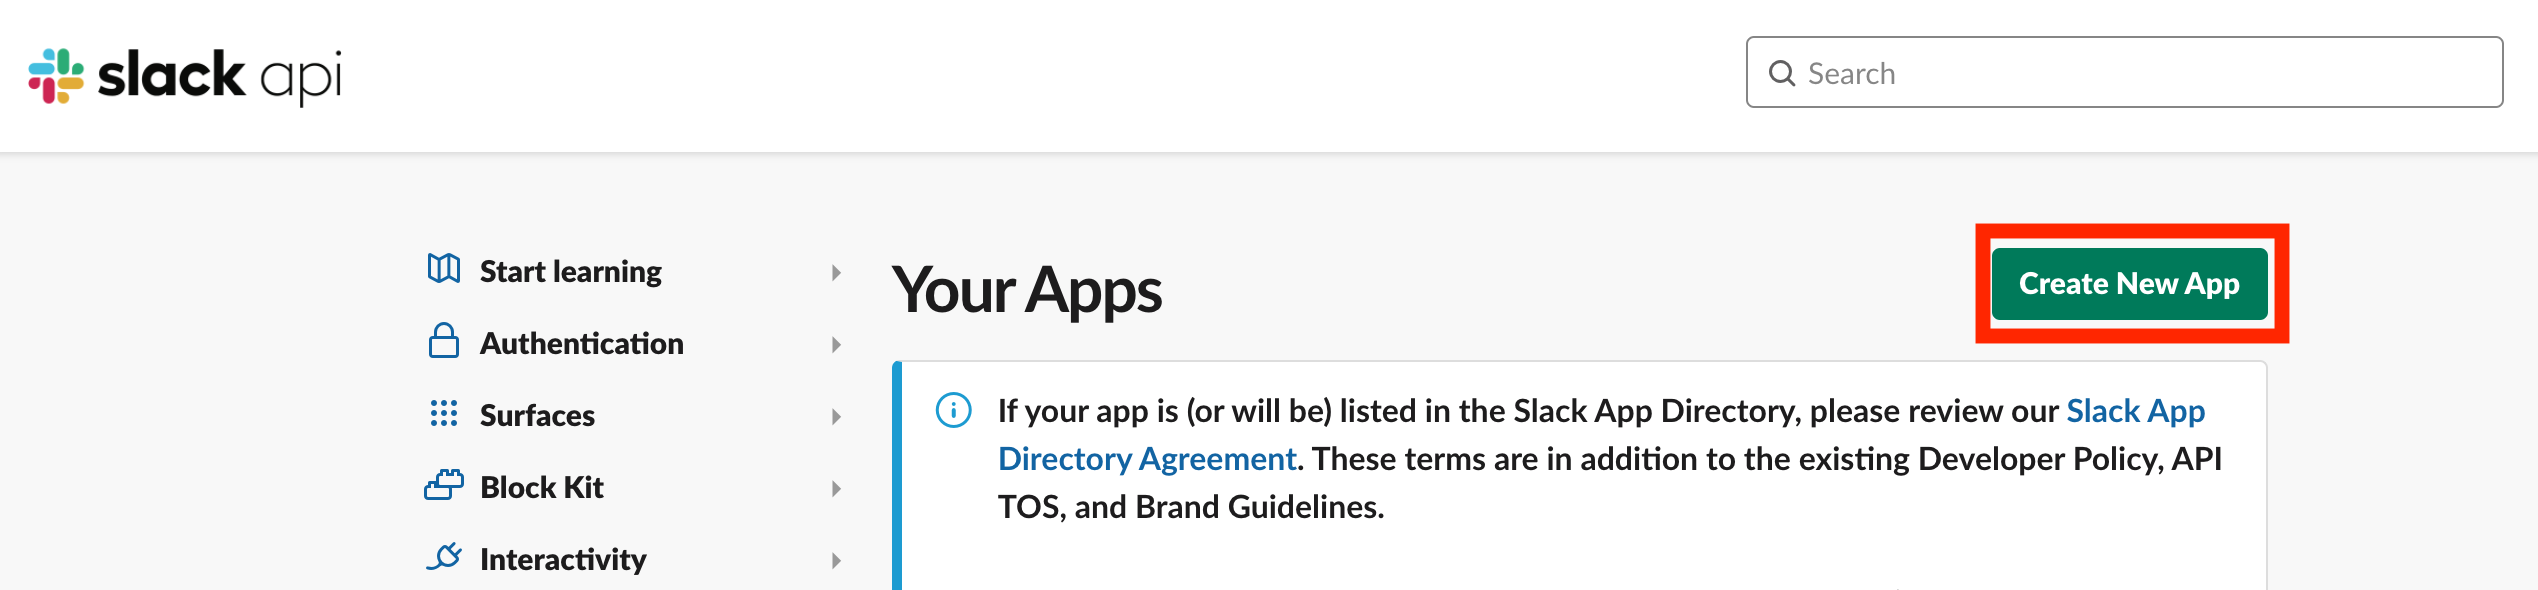 slack api
Search
Start learning
Authentication
Surfaces
Block Kit
Interactivity
Your Apps
Create New App
If your app is (or will be) listed in the Slack App Directory, please review our Slack App
Directory Agreement. These terms are in addition to the existing Developer Policy, API
TOS, and Brand Guidelines.